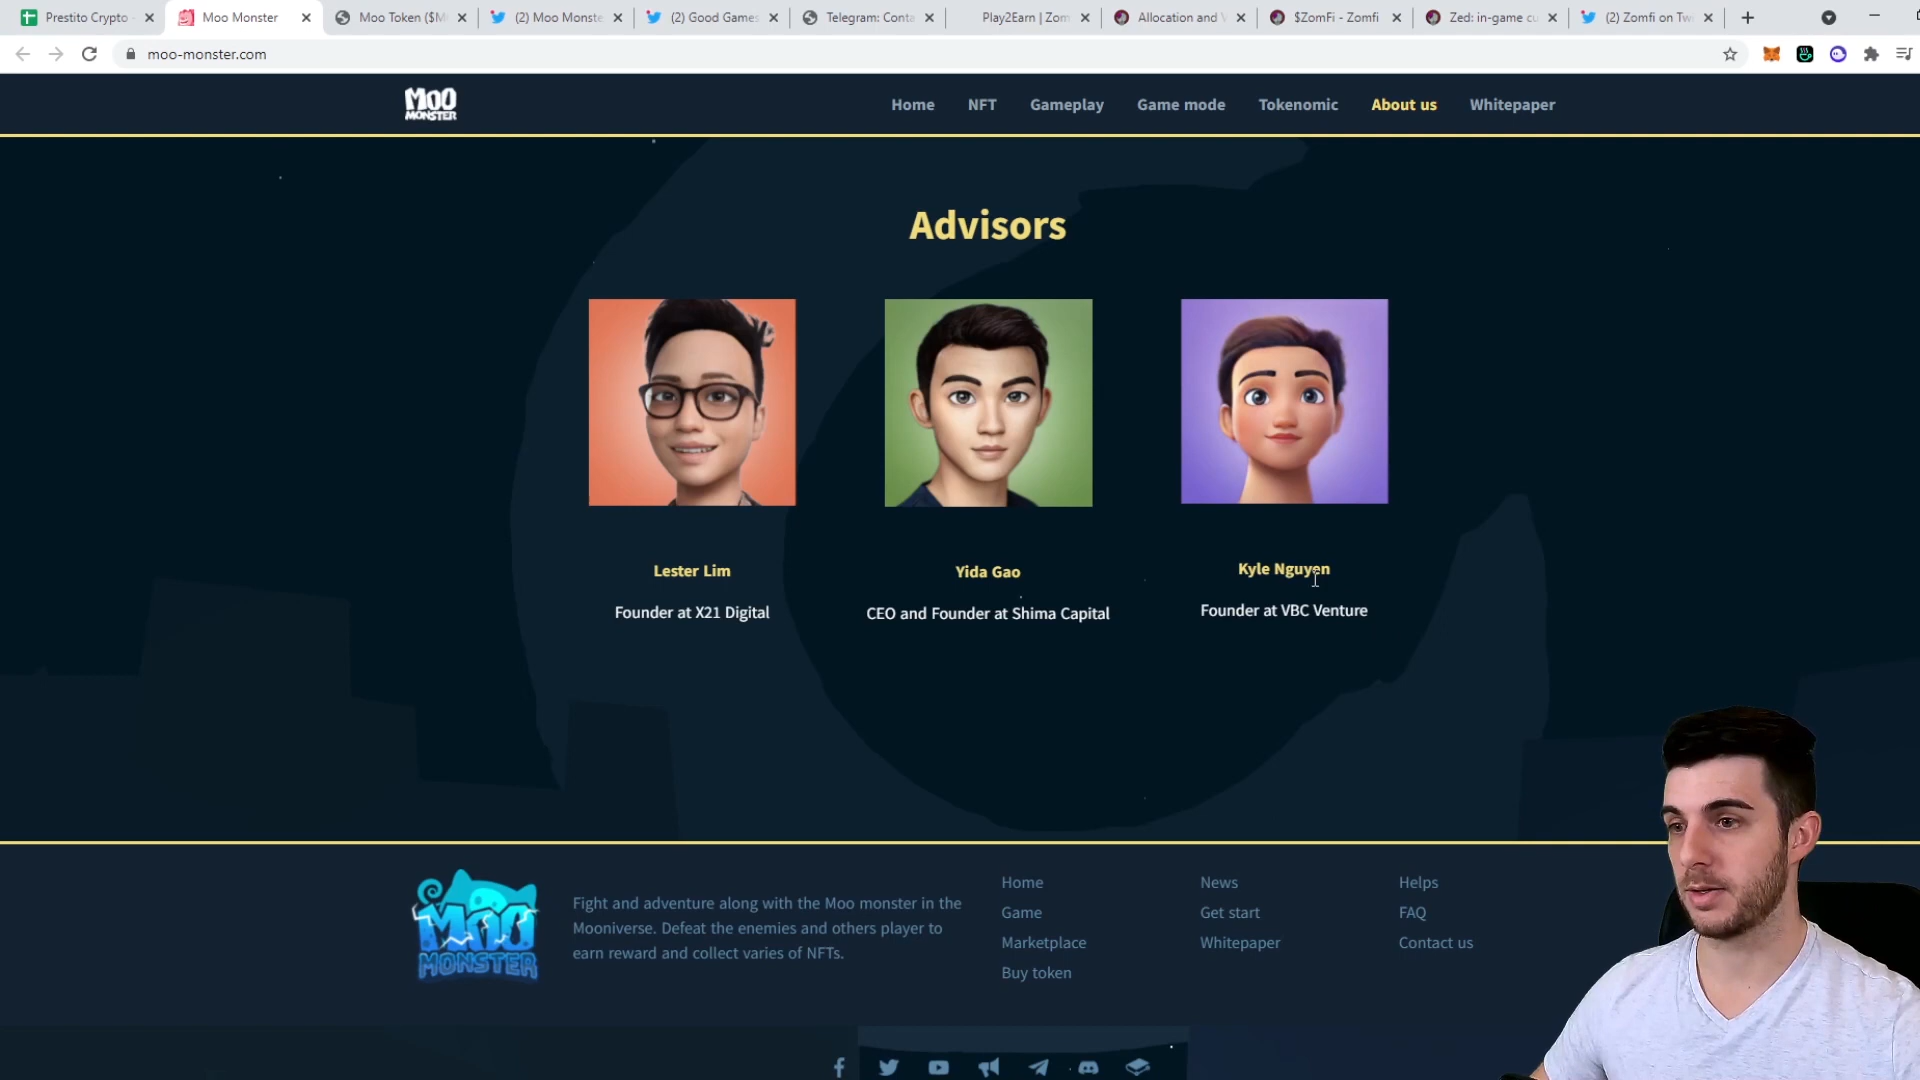 Prestito Crypto -
Moo Monster
Moo Token ($M
(2) Moo Monste
(2) Good Games
Telegram: Conta
Play2Earn | Zom
Allocation and V
$ZomFi - Zomfi
Zed: in-game cu
(2) Zomfi on Tw
moo-monster.com
MOO
MONSTER
Home
NFT
Gameplay
Game mode
Tokenomic
About us
Whitepaper
Advisors
Lester Lim
Founder at X21 Digital
Yida Gao
CEO and Founder at Shima Capital
Kyle Nguyen
Founder at VBC Venture
MOO
MONSTER
Fight and adventure along with the Moo monster in the
Mooniverse. Defeat the enemies and others player to
earn reward and collect varies of NFTs.
Home
Game
Marketplace
Buy token
News
Get start
Whitepaper
Helps
FAQ
Contact us